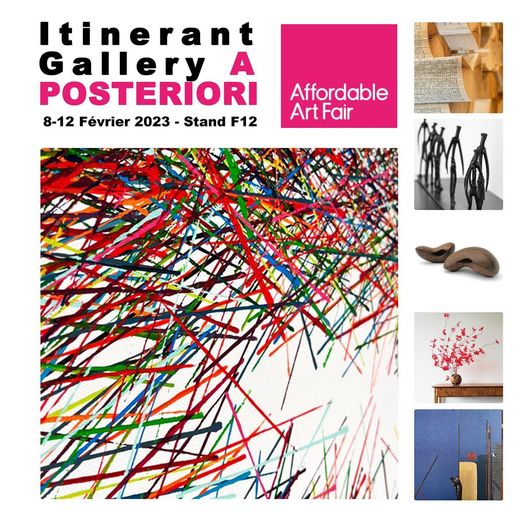 Itinerant
Gallery A
POSTERIORI
8-12 Février 2023 - Stand F12
Affordable
Art Fair